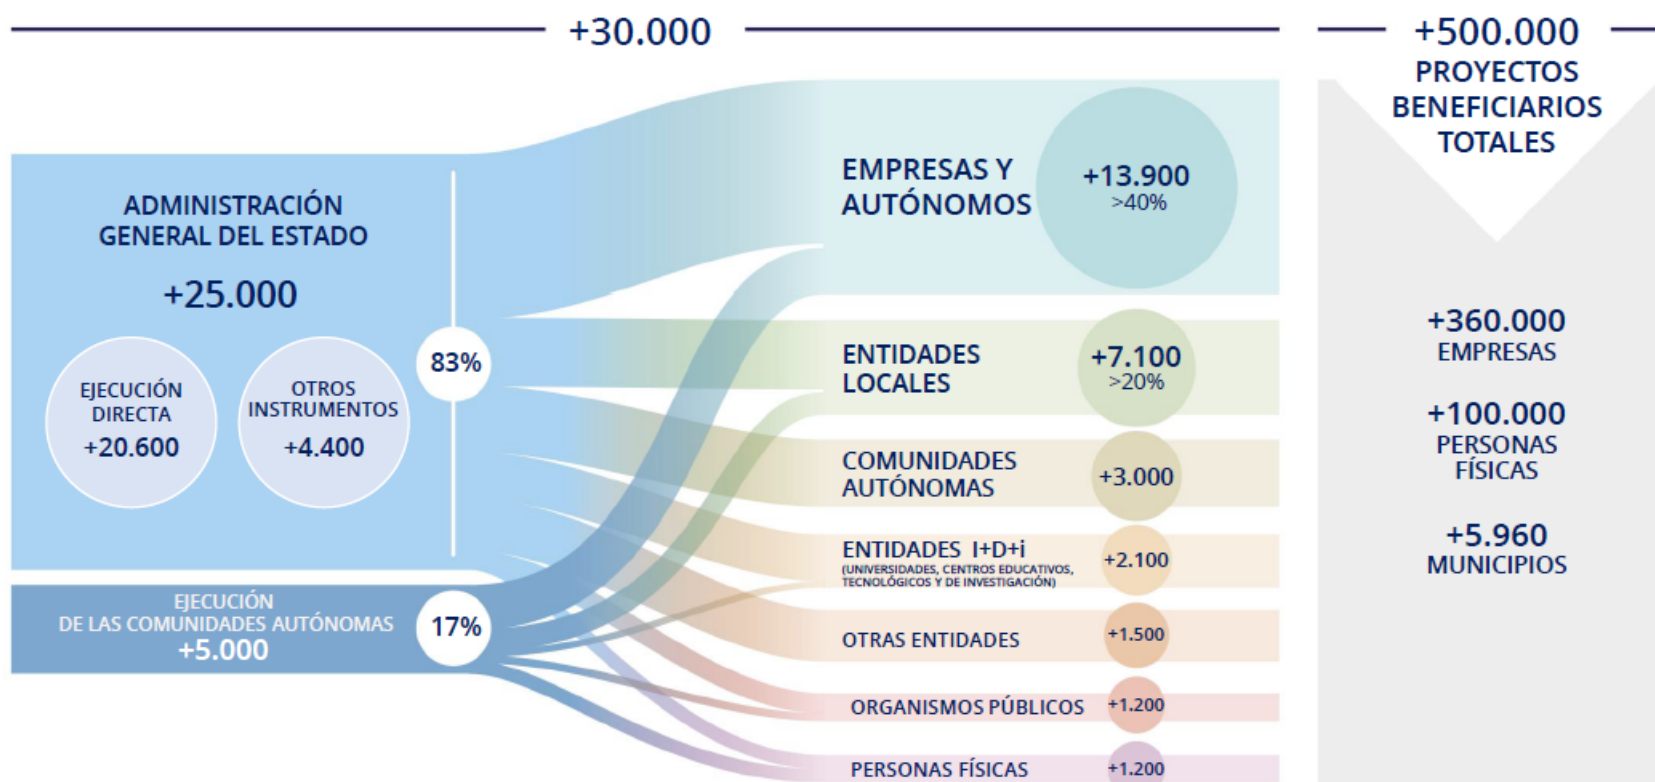 +30.000
ADMINISTRACIÓN
GENERAL DEL ESTADO
+25.000
EJECUCIÓN
DIRECTA
+20.600
OTROS
INSTRUMENTOS
+4.400
83%
EJECUCIÓN
DE LAS COMUNIDADES AUTÓNOMAS
+5.000
17%
EMPRESAS Y
AUTÓNOMOS
+13.900
>40%
ENTIDADES
LOCALES
+7.100
>20%
COMUNIDADES
AUTÓNOMAS
+3.000
ENTIDADES I+D+i
(UNIVERSIDADES, CENTROS EDUCATIVOS,
TECNOLÓGICOS Y DE INVESTIGACIÓN)
+2.100
OTRAS ENTIDADES
+1.500
ORGANISMOS PÚBLICOS
+1.200
PERSONAS FÍSICAS
+1.200
+500.000
PROYECTOS
BENEFICIARIOS
TOTALES
+360.000
EMPRESAS
+100.000
PERSONAS
FÍSICAS
+5.960
MUNICIPIOS